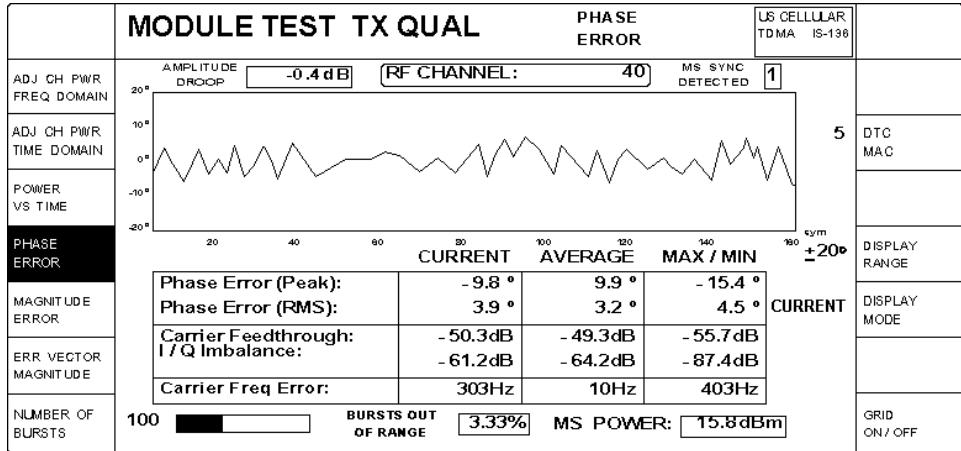 MODULE TEST TX QUAL
PHASE
ERROR
US CELLULAR
TDMA IS-136
ADJ CH PWR
FREQ DOMAIN
ADJ CH PWR
TIME DOMAIN
POWER
VS TIME
PHASE
ERROR
MAGNITUDE
ERROR
ERR VECTOR
MAGNITUDE
NUMBER OF
BURSTS
AMPLITUDE
DROOP
-0.4dB
RF CHANNEL: 40
MS SYNC
DETECTED
1
20°
10°
0°
-10°
-20°
20 40 60 80 100 120 140 160
sym
5
±20°
CURRENT AVERAGE MAX / MIN
Phase Error (Peak): -9.8 ° 9.9 ° -15.4 °
Phase Error (RMS): 3.9 ° 3.2 ° 4.5 °
CURRENT
Carrier Feedthrough: -50.3dB -49.3dB -55.7dB
I / Q Imbalance: -61.2dB -64.2dB -87.4dB
Carrier Freq Error: 303Hz 10Hz 403Hz
100
BURSTS OUT
OF RANGE
3.33%
MS POWER: 15.8dBm
DTC
MAC
DISPLAY
RANGE
DISPLAY
MODE
GRID
ON / OFF